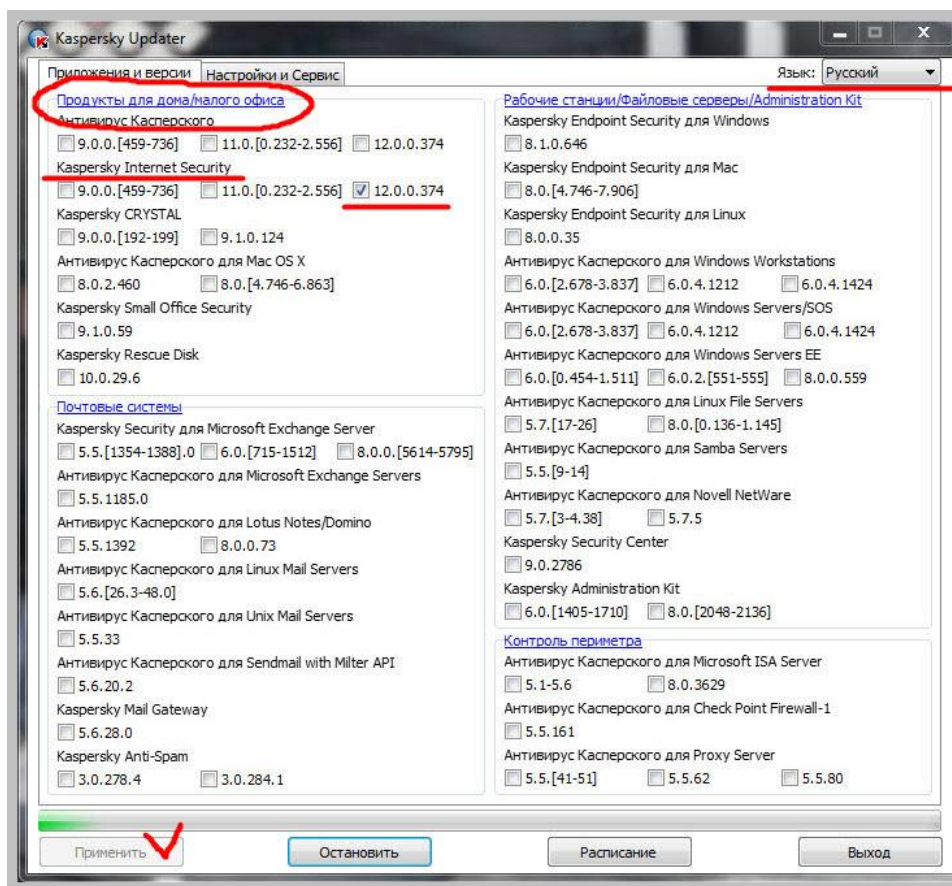 Kaspersky Updater
Приложения и версии Настройки и Сервис
Язык: Русский
Продукты для дома/малого офиса
Антивирус Касперского
9.0.0.[459-736] 11.0.[0.232-2.556] 12.0.0.374
Kaspersky Internet Security
9.0.0.[459-736] 11.0.[0.232-2.556] 12.0.0.374
Kaspersky CRYSTAL
9.0.0.[192-199] 9.1.0.124
Антивирус Касперского для Mac OS X
8.0.2.460 8.0.[4.746-6.863]
Kaspersky Small Office Security
9.1.0.59
Kaspersky Rescue Disk
10.0.29.6
Почтовые системы
Kaspersky Security для Microsoft Exchange Server
5.5.[1354-1388].0 6.0.[715-1512] 8.0.0.[5614-5795]
Антивирус Касперского для Microsoft Exchange Servers
5.5.1185.0
Антивирус Касперского для Lotus Notes/Domino
5.5.1392 8.0.0.73
Антивирус Касперского для Linux Mail Servers
5.6.[26.3-48.0]
Антивирус Касперского для Unix Mail Servers
5.5.33
Антивирус Касперского для Sendmail with Milter API
5.6.20.2
Kaspersky Mail Gateway
5.6.28.0
Kaspersky Anti-Spam
3.0.278.4 3.0.284.1
Рабочие станции/Файловые серверы/Administration Kit
Kaspersky Endpoint Security для Windows
8.1.0.646
Kaspersky Endpoint Security для Mac
8.0.[4.746-7.906]
Kaspersky Endpoint Security для Linux
8.0.0.35
Антивирус Касперского для Windows Workstations
6.0.[2.678-3.837] 6.0.4.1212 6.0.4.1424
Антивирус Касперского для Windows Servers/SOS
6.0.[2.678-3.837] 6.0.4.1212 6.0.4.1424
Антивирус Касперского для Windows Servers EE
6.0.[0.454-1.511] 6.0.2.[551-555] 8.0.0.559
Антивирус Касперского для Linux File Servers
5.7.[17-26] 8.0.[0.136-1.145]
Антивирус Касперского для Samba Servers
5.5.[9-14]
Антивирус Касперского для Novell NetWare
5.7.[3-4.38] 5.7.5
Kaspersky Security Center
9.0.2786
Kaspersky Administration Kit
6.0.[1405-1710] 8.0.[2048-2136]
Контроль периметра
Антивирус Касперского для Microsoft ISA Server
5.1-5.6 8.0.3629
Антивирус Касперского для Check Point Firewall-1
5.5.161
Антивирус Касперского для Proxy Server
5.5.[41-51] 5.5.62 5.5.80
Применить Остановить Расписание Выход